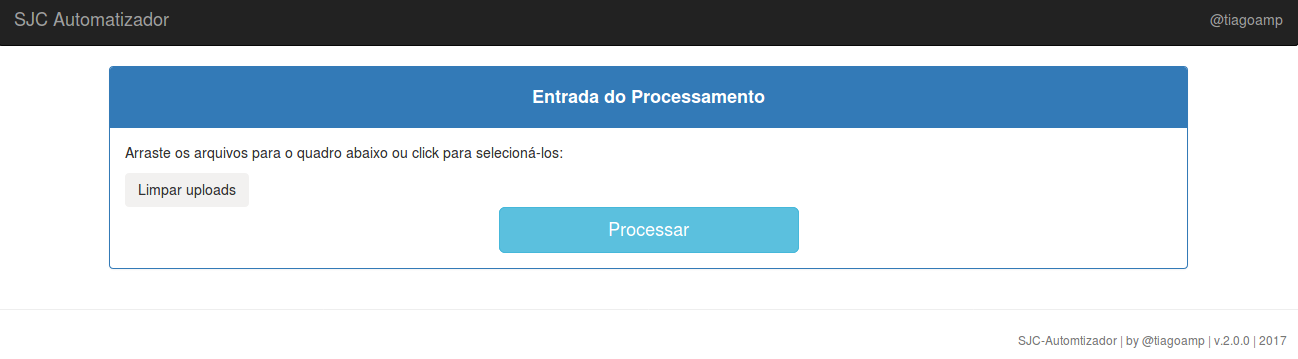 SJC Automatizador
@tiagoamp
Entrada do Processamento
Arraste os arquivos para o quadro abaixo ou click para selecioná-los:
Limpar uploads
Processar
SJC-Automtizador | by @tiagoamp | v.2.0.0 | 2017